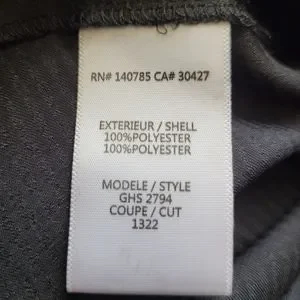 RN# 140785 CA# 30427
EXTERIEUR / SHELL
100%POLYESTER
100%POLYESTER
MODELE / STYLE
GHS 2794
COUPE / CUT
1322